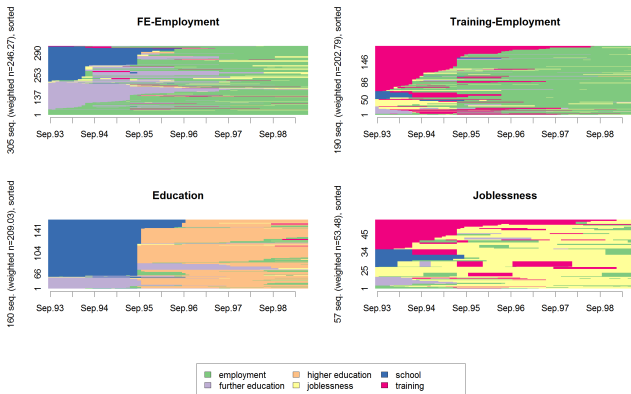 FE-Employment
305 seq. (weighted n=246.27), sorted
1 137 253 290
Sep.93 Sep.94 Sep.95 Sep.96 Sep.97 Sep.98
Training-Employment
190 seq. (weighted n=202.79), sorted
1 50 86 146
Sep.93 Sep.94 Sep.95 Sep.96 Sep.97 Sep.98
Education
160 seq. (weighted n=209.03), sorted
1 66 104 141
Sep.93 Sep.94 Sep.95 Sep.96 Sep.97 Sep.98
Joblessness
57 seq. (weighted n=53.48), sorted
1 25 34 45
Sep.93 Sep.94 Sep.95 Sep.96 Sep.97 Sep.98
employment higher education school
further education joblessness training